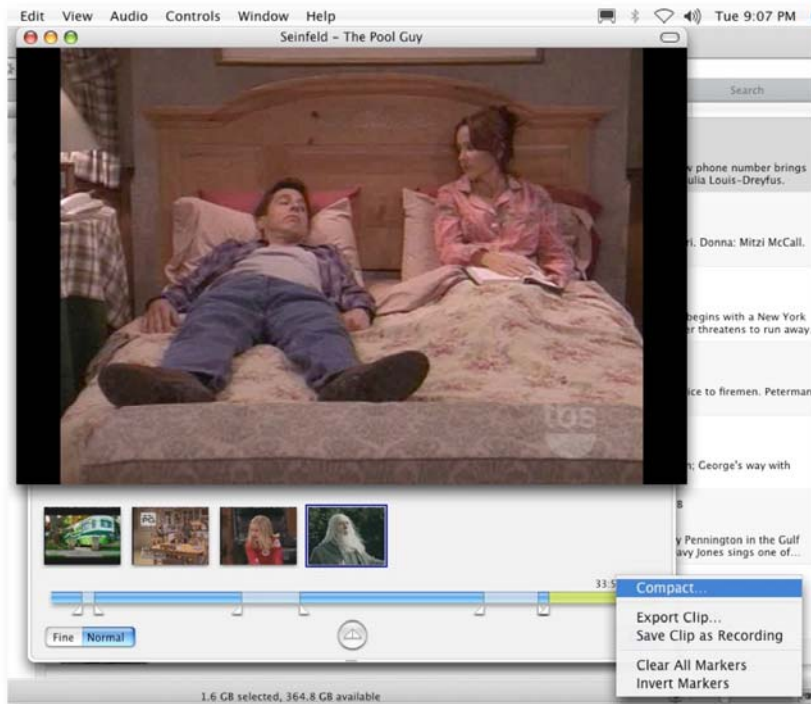 Edit View Audio Controls Window Help Tue 9:07 PM
Seinfeld – The Pool Guy
Search
phone number brings
ulia Louis-Dreyfus.
ri. Donna: Mitzi McCall.
begins with a New York
er threatens to run away
ice to firemen. Peterman
tbs
n; George's way with
8
y Pennington in the Gulf
avy Jones sings one of...
33:5
Compact...
Export Clip...
Save Clip as Recording
Clear All Markers
Invert Markers
Fine Normal
1.6 GB selected, 364.8 GB available